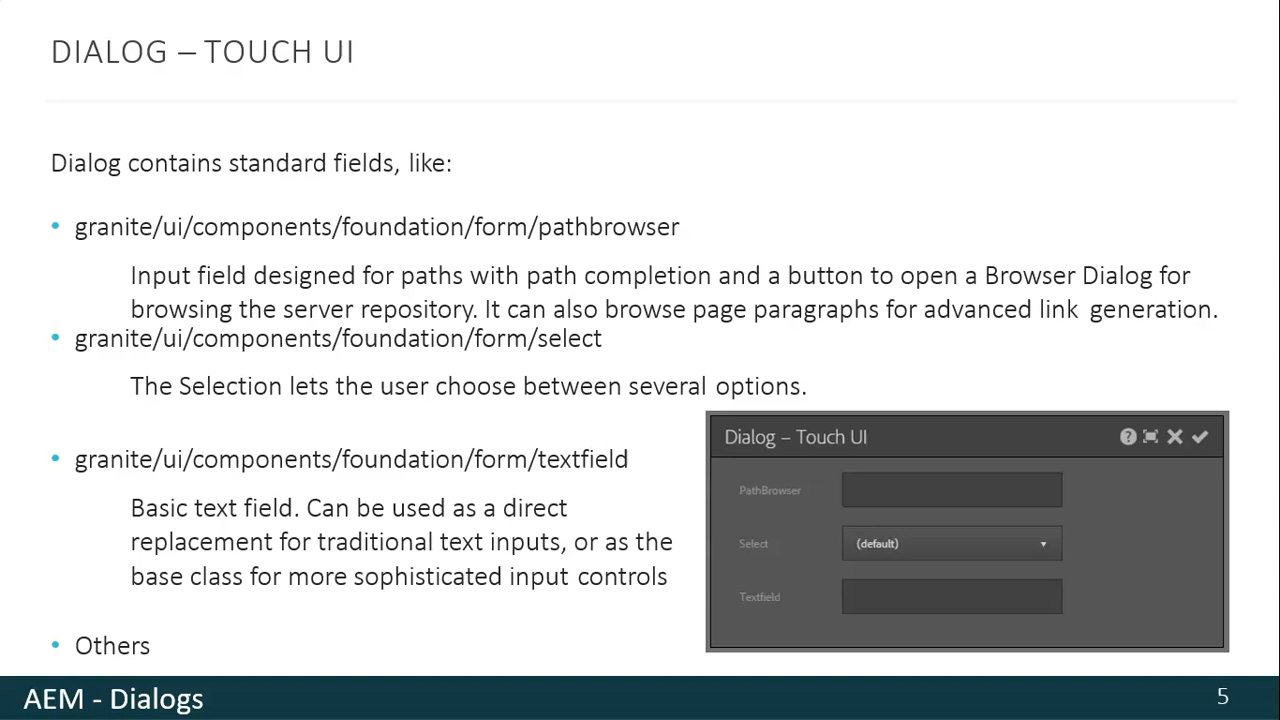 DIALOG – TOUCH UI
Dialog contains standard fields, like:
• granite/ui/components/foundation/form/pathbrowser
Input field designed for paths with path completion and a button to open a Browser Dialog for
browsing the server repository. It can also browse page paragraphs for advanced link generation.
• granite/ui/components/foundation/form/select
The Selection lets the user choose between several options.
• granite/ui/components/foundation/form/textfield
Basic text field. Can be used as a direct
replacement for traditional text inputs, or as the
base class for more sophisticated input controls
• Others
Dialog – Touch UI
PathBrowser
Select
(default)
Textfield
AEM - Dialogs
5